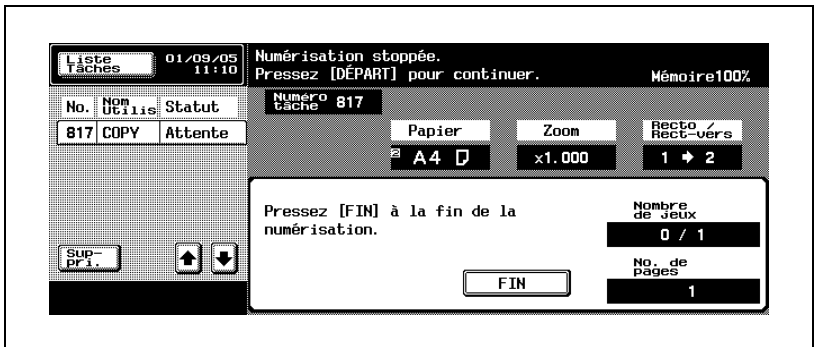 Liste
Tâches
01/09/05
11:10
Numérisation stoppée.
Pressez [DÉPART] pour continuer.
Mémoire100%
No. Nom Utilis Statut
817 COPY Attente
Numéro
tâche 817
Papier
Zoom
Recto /
Rect-vers
2 A4
x1.000
1 → 2
Pressez [FIN] à la fin de la
numérisation.
Nombre
de jeux
0 / 1
No. de
pages
1
FIN
Sup-
pri.